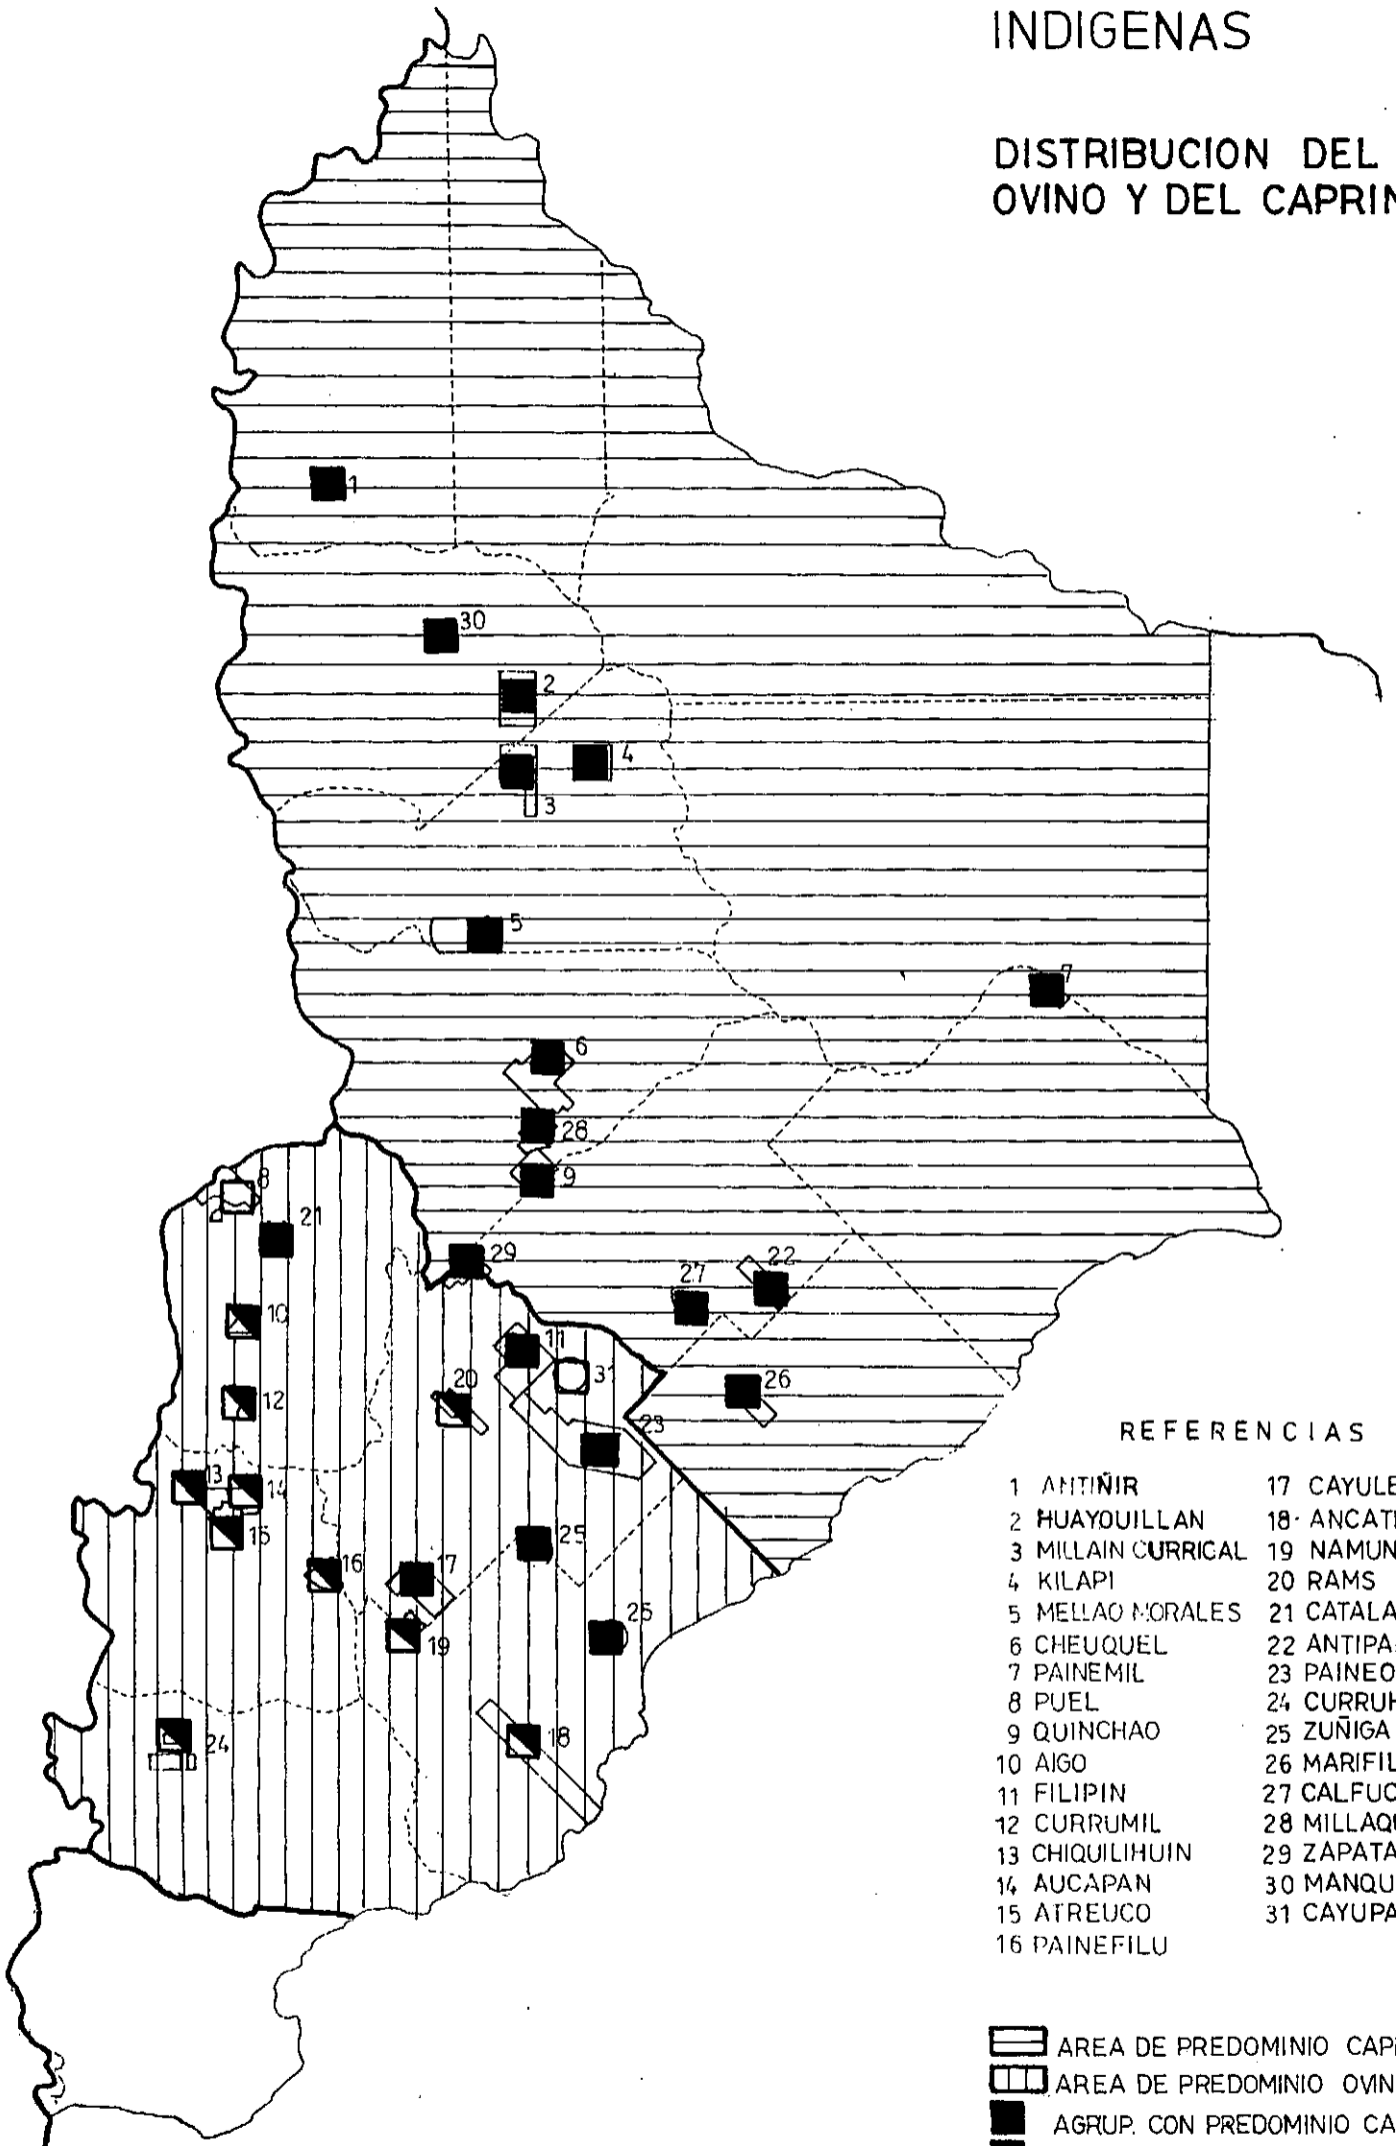 INDIGENAS
DISTRIBUCION DEL
OVINO Y DEL CAPRIN
1
30
2
4
3
5
7
6
28
9
8
21
29
22
27
10
11
31
20
12
26
23
13
14
15
25
16
17
25
19
18
24
REFERENCIAS
1 ANTIÑIR
2 HUAYQUILLAN
3 MILLAIN CURRICAL
4 KILAPI
5 MELLAO MORALES
6 CHEUQUEL
7 PAINEMIL
8 PUEL
9 QUINCHAO
10 AIGO
11 FILIPIN
12 CURRUMIL
13 CHIQUILIHUIN
14 AUCAPAN
15 ATREUCO
16 PAINEFILU
17 CAYULE
18 ANCAT
19 NAMUN
20 RAMS
21 CATALA
22 ANTIPA
23 PAINEO
24 CURRUH
25 ZUÑIGA
26 MARIFIL
27 CALFUC
28 MILLAQ
29 ZAPATA
30 MANQU
31 CAYUPA
AREA DE PREDOMINIO CAP
AREA DE PREDOMINIO OVIN
AGRUP. CON PREDOMINIO CA